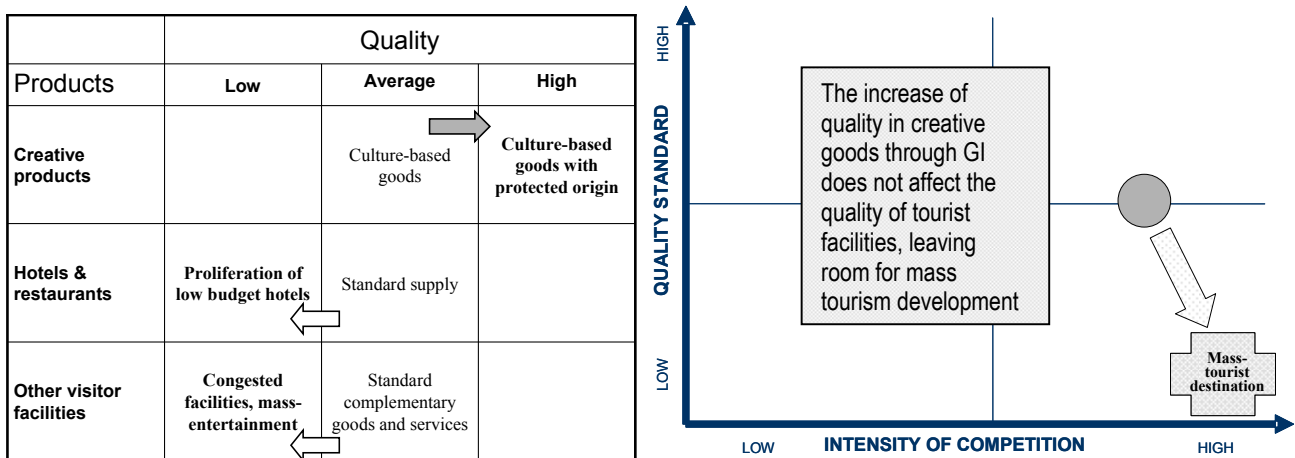 Quality
Products
Low
Average
High
Creative
products
Culture-based
goods
Culture-based
goods with
protected origin
Hotels &
restaurants
Proliferation of
low budget hotels
Standard supply
Other visitor
facilities
Congested
facilities, mass-
entertainment
Standard
complementary
goods and services
HIGH
QUALITY STANDARD
LOW
The increase of
quality in creative
goods through GI
does not affect the
quality of tourist
facilities, leaving
room for mass
tourism development
Mass-
tourist
destination
LOW
INTENSITY OF COMPETITION
HIGH